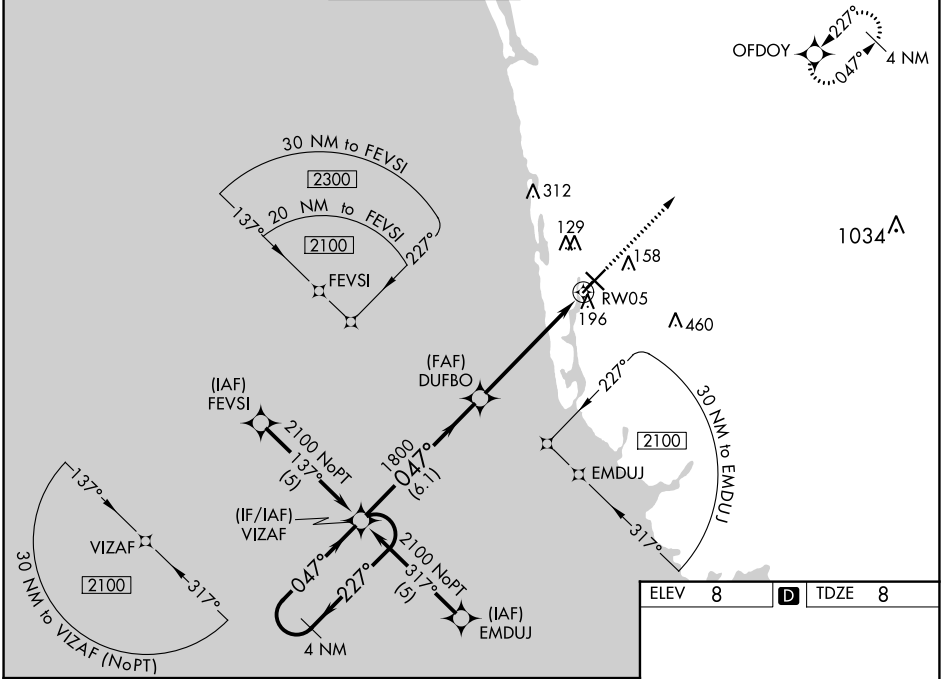 OFDOY
227°
047°
4 NM
30 NM to FEVSI
2300
20 NM to FEVSI
2100
137°
227°
FEVSI
312
129
158
1034
RW05
196
460
(FAF)
DUFBO
(IAF)
FEVSI
2100 NoPT
137°
(5)
1800
047°
(6.1)
227°
30 NM to EMDUJ
2100
EMDUJ
317°
137°
VIZAF
2100
317°
30 NM to VIZAF (NoPT)
(IF/IAF)
VIZAF
2100 NoPT
317°
(5)
047°
227°
4 NM
(IAF)
EMDUJ
ELEV 8 D TDZE 8